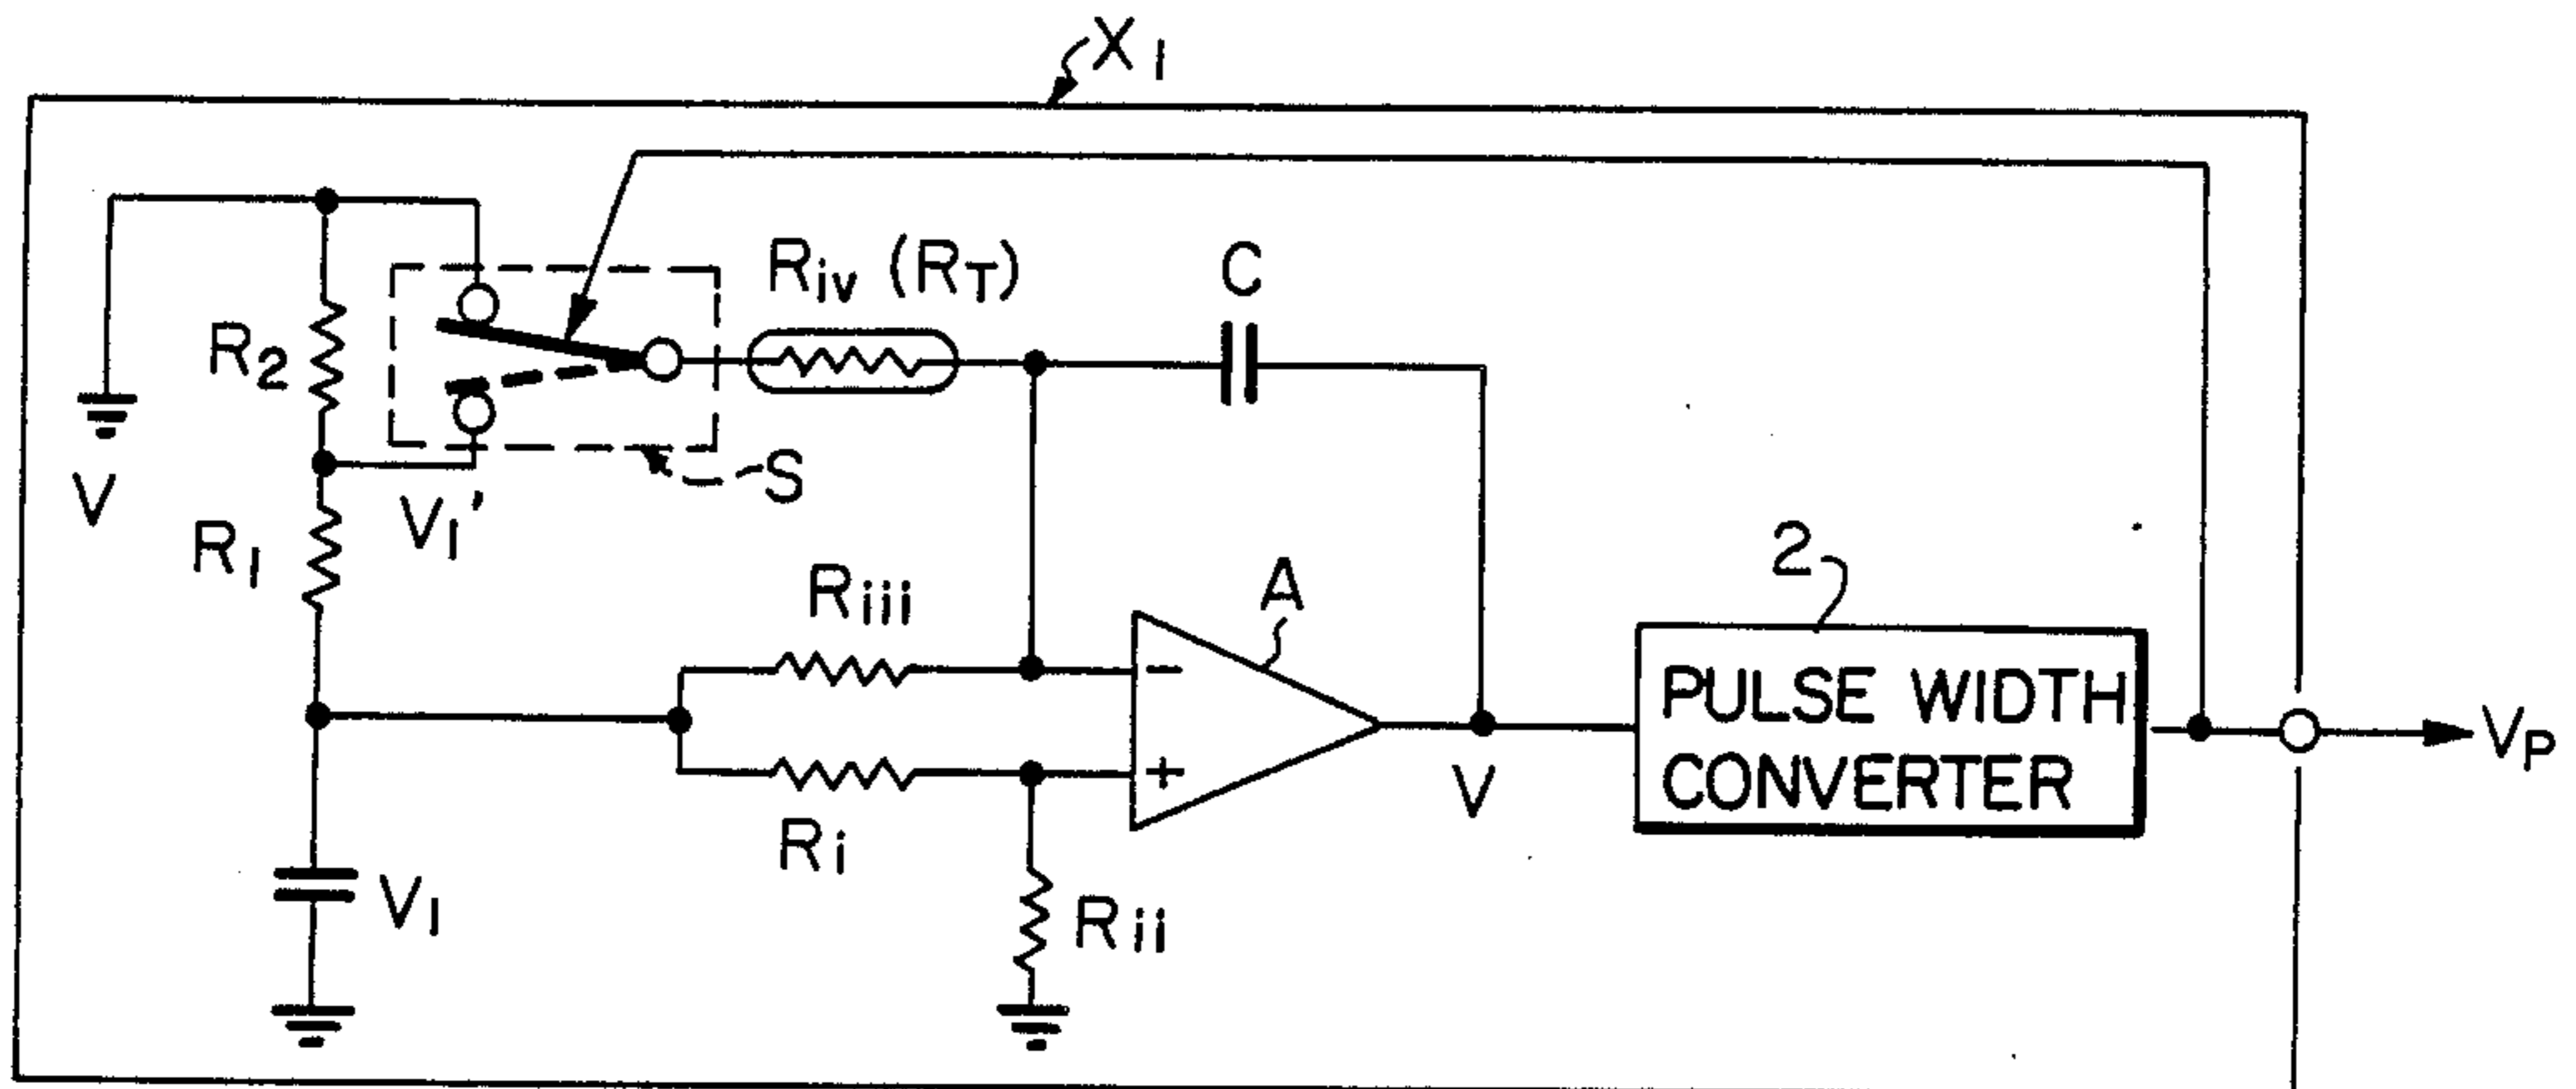 X1
Riv (RT)
C
R2
S
V
V1'
R1
2
Riii
A
PULSE WIDTH
CONVERTER
VP
V
Ri
V1
Rii